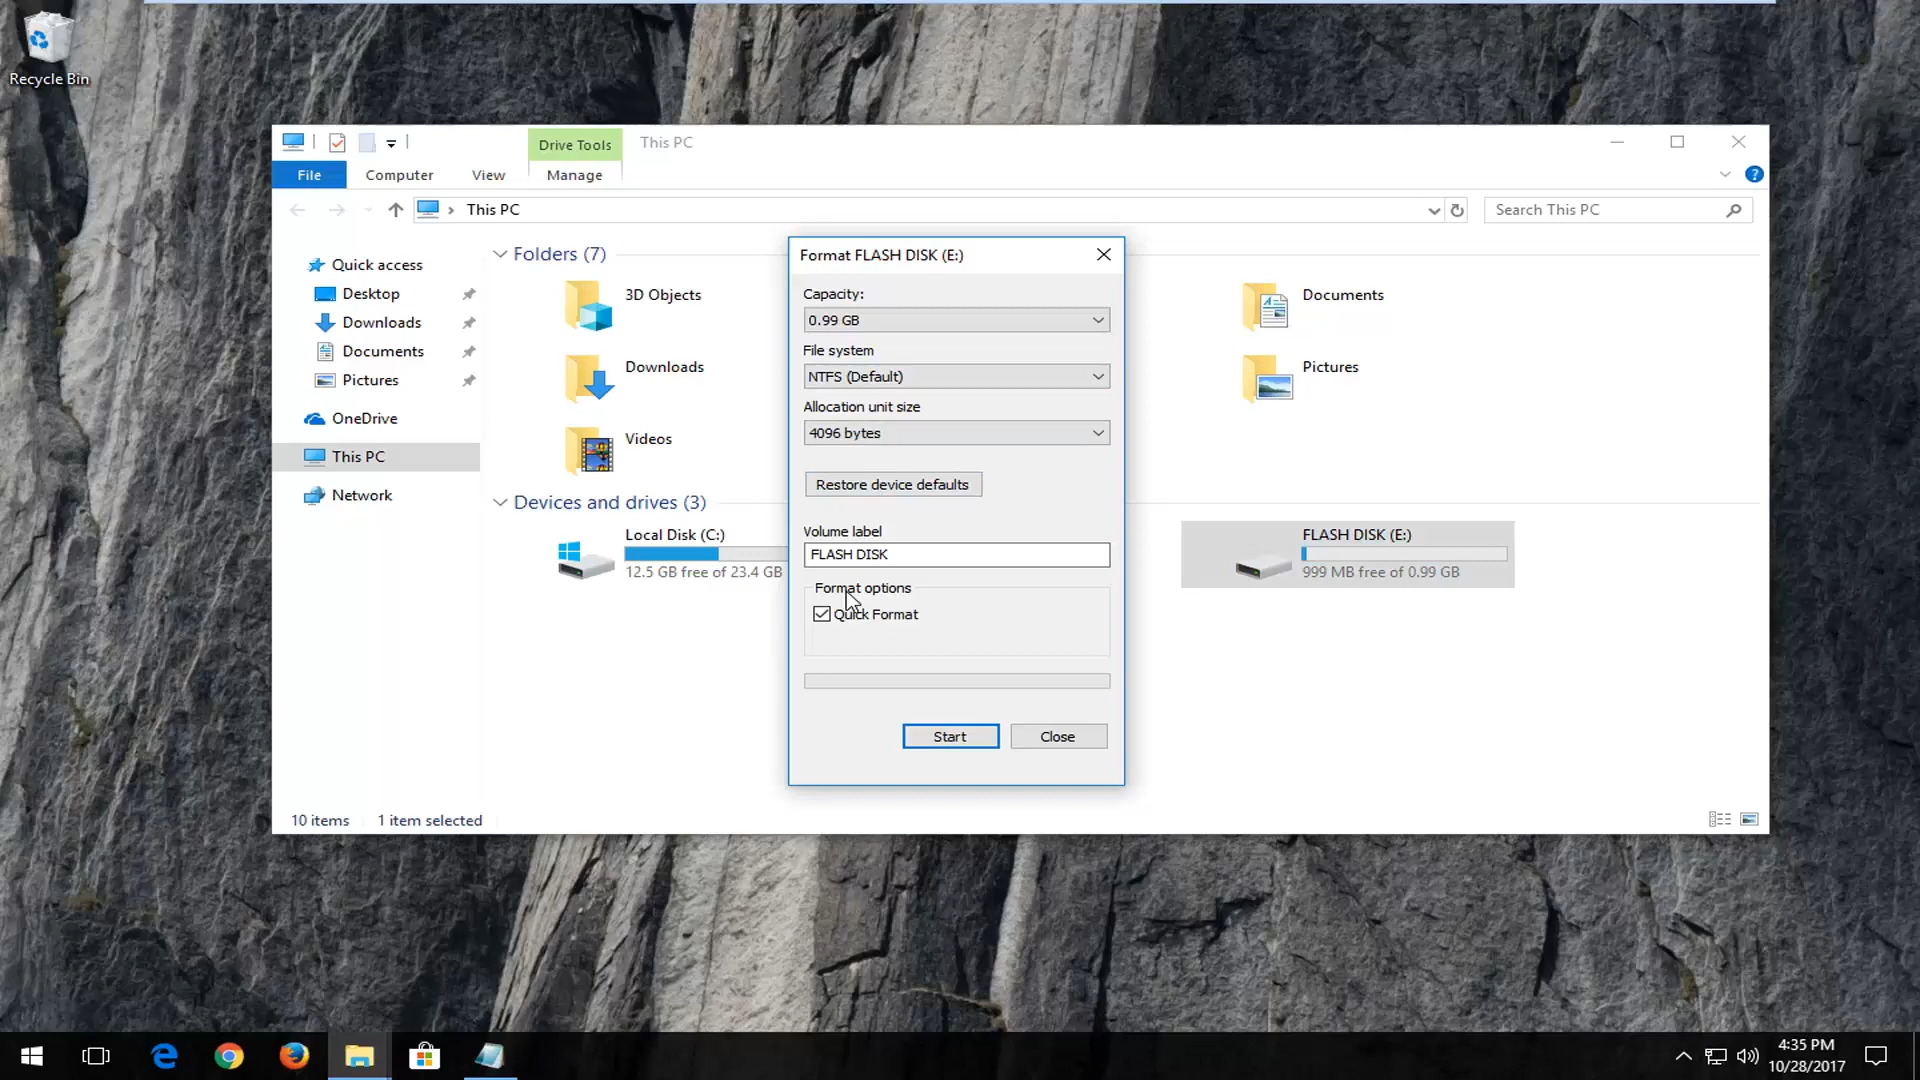 Recycle Bin
Drive Tools
This PC
File
Computer
View
Manage
This PC
Search This PC
Quick access
Desktop
Downloads
Documents
Pictures
OneDrive
This PC
Network
Folders (7)
3D Objects
Documents
Downloads
Pictures
Videos
Devices and drives (3)
Local Disk (C:)
12.5 GB free of 23.4 GB
FLASH DISK (E:)
999 MB free of 0.99 GB
Format FLASH DISK (E:)
Capacity:
0.99 GB
File system
NTFS (Default)
Allocation unit size
4096 bytes
Restore device defaults
Volume label
FLASH DISK
Format options
Quick Format
Start
Close
10 items
1 item selected
4:35 PM
10/28/2017